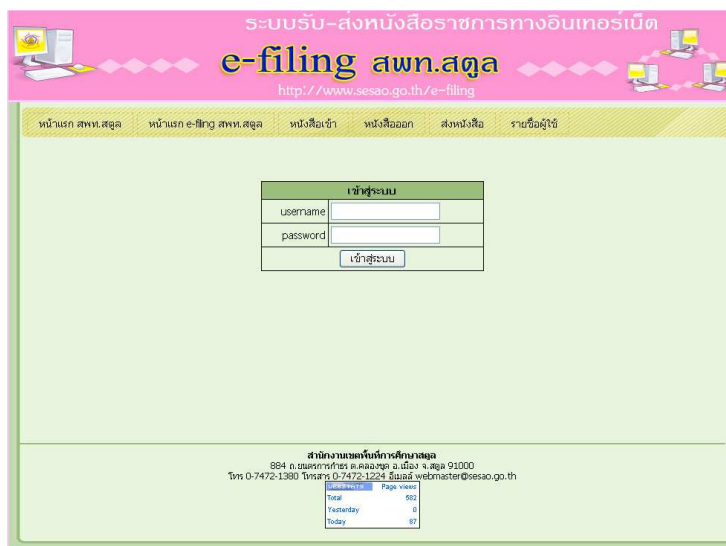 ระบบรับ-ส่งหนังสือราชการทางอินเทอร์เน็ต
e-filing สพท.สตูล
http://www.sesao.go.th/e-filing
หน้าแรก สพท.สตูล หน้าแรก e-filing สพท.สตูล หนังสือเข้า หนังสือออก ส่งหนังสือ รายชื่อผู้ใช้
เข้าสู่ระบบ
username
password
เข้าสู่ระบบ
สำนักงานเขตพื้นที่การศึกษาสตูล
884 ถ.ยนตรการกำธร ต.คลองขุด อ.เมือง จ.สตูล 91000
โทร 0-7472-1380 โทรสาร 0-7472-1224 อีเมลล์ webmaster@sesao.go.th
Page views
Total 582
Yesterday 0
Today 87